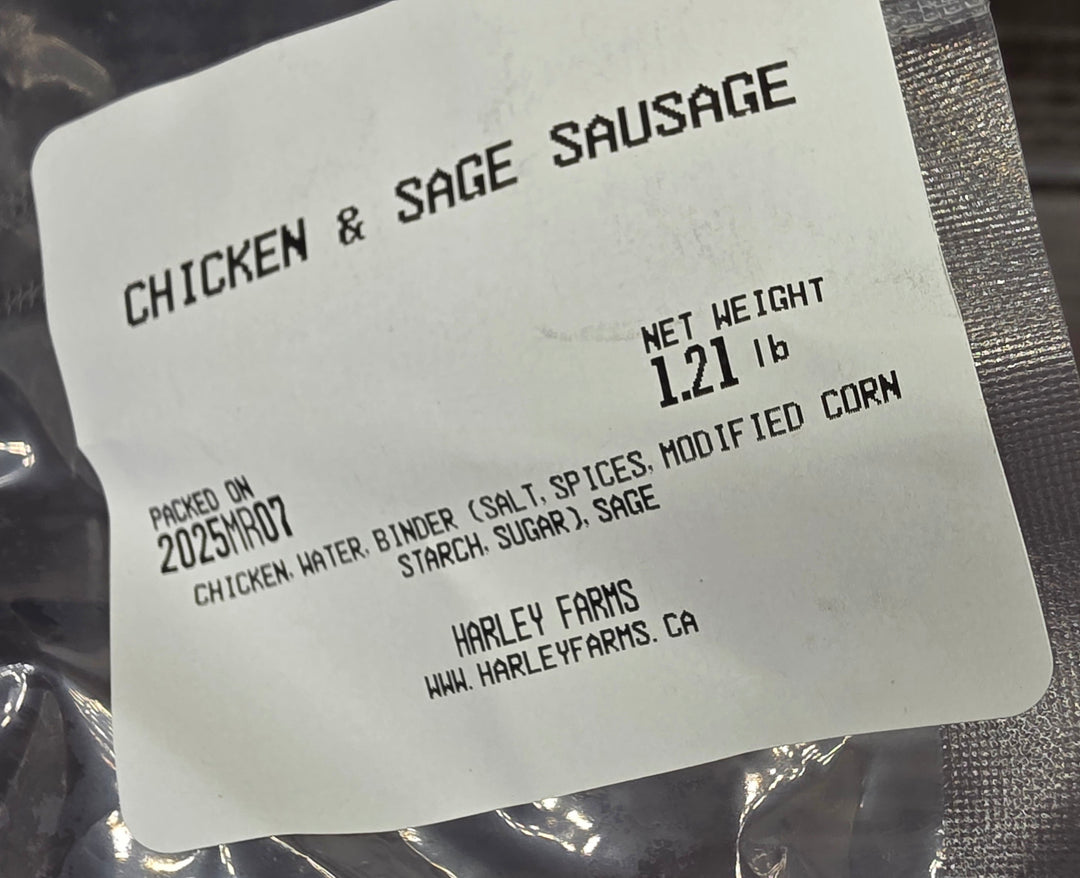 CHICKEN & SAGE SAUSAGE
NET WEIGHT
1.21 lb
PACKED ON
2025MR07
CHICKEN, WATER, BINDER (SALT, SPICES, MODIFIED CORN
STARCH, SUGAR), SAGE
HARLEY FARMS
WWW.HARLEYFARMS.CA